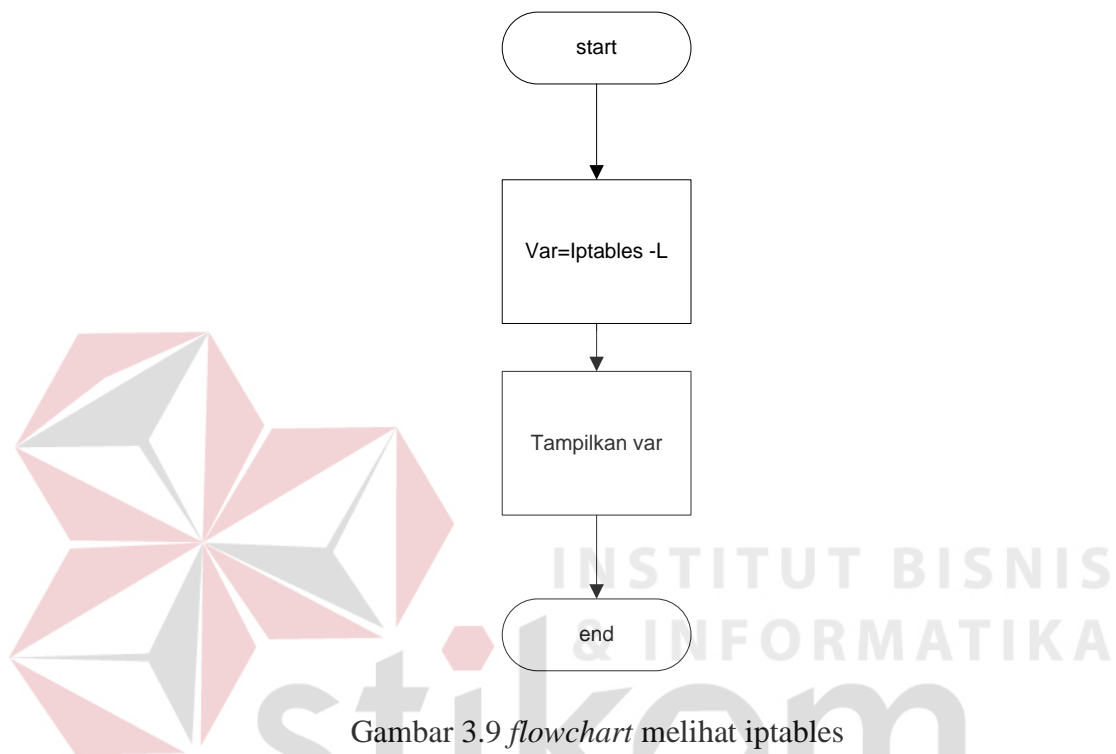 start
Var=Iptables -L
Tampilkan var
INSTITUT BISNIS
end
& INFORMATIKA
stikom
Gambar 3.9 flowchart melihat iptables